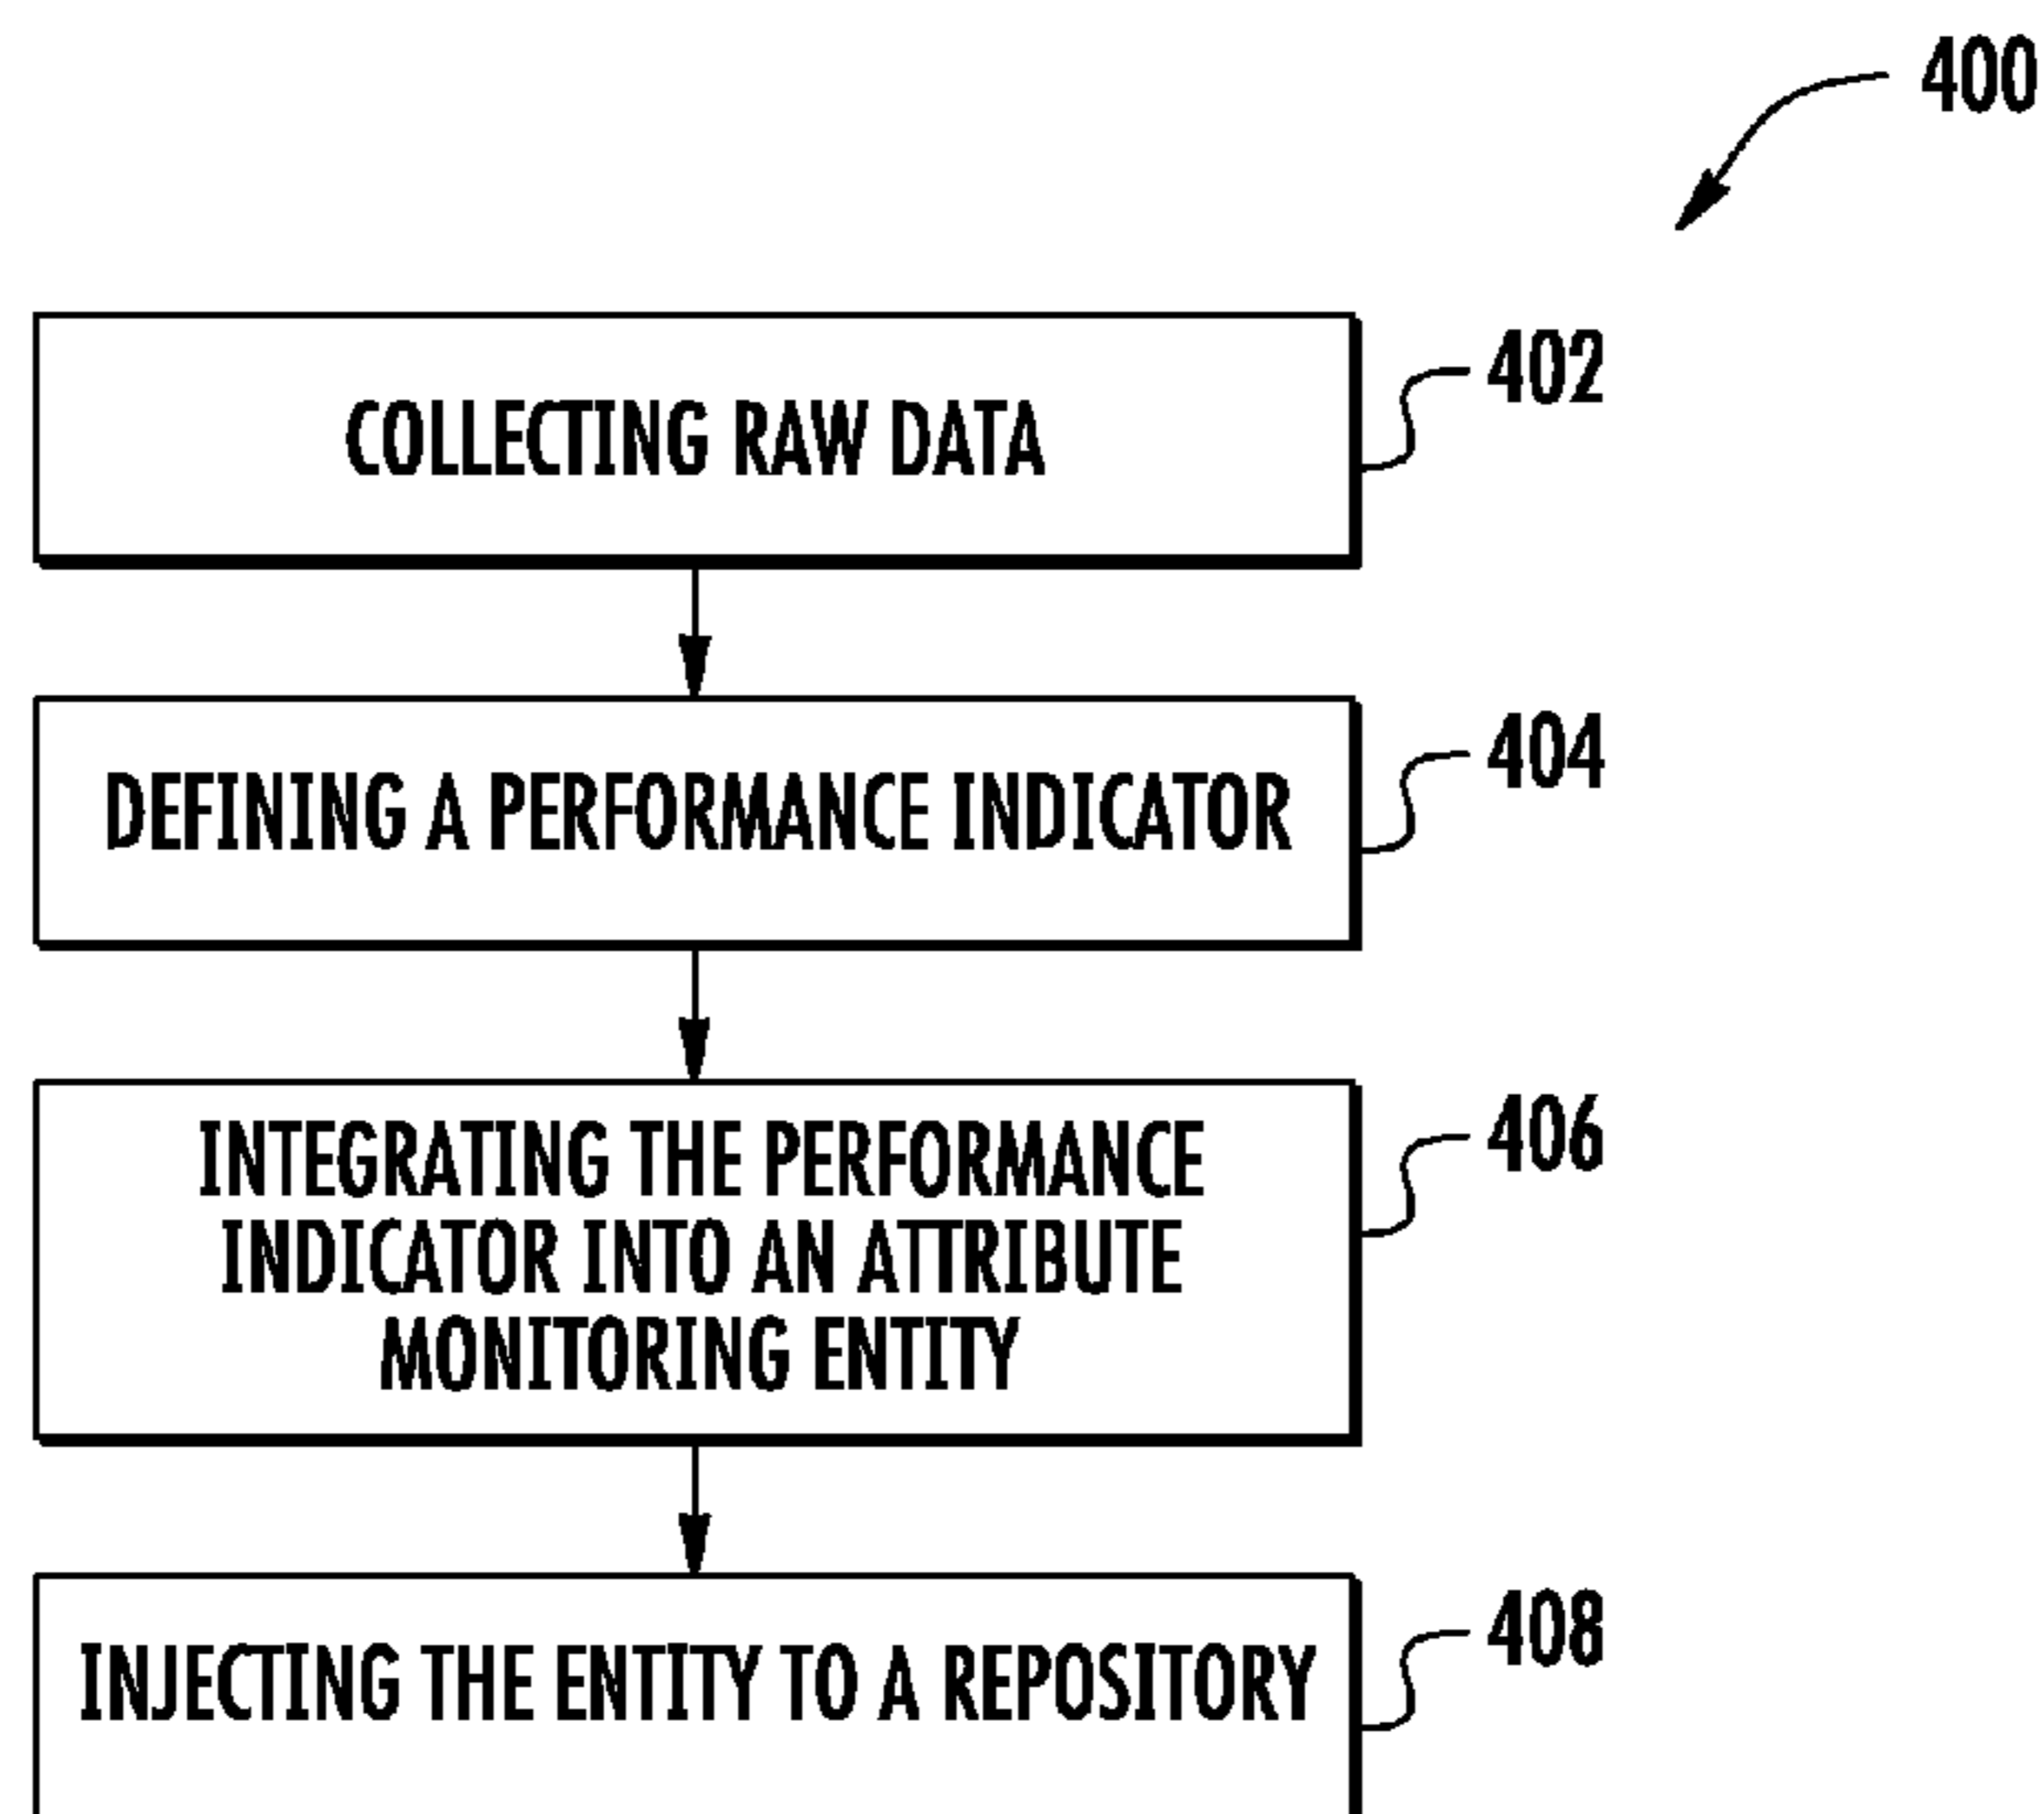 400
COLLECTING RAW DATA
402
DEFINING A PERFORMANCE INDICATOR
404
INTEGRATING THE PERFORMANCE
INDICATOR INTO AN ATTRIBUTE
MONITORING ENTITY
406
INJECTING THE ENTITY TO A REPOSITORY
408